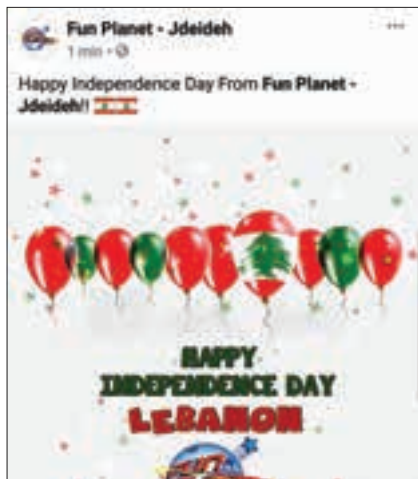 Fun Planet - Jdeideh
1 min
Happy Independence Day From Fun Planet -
Jdeideh!!
HAPPY
INDEPENDENCE DAY
LEBANON